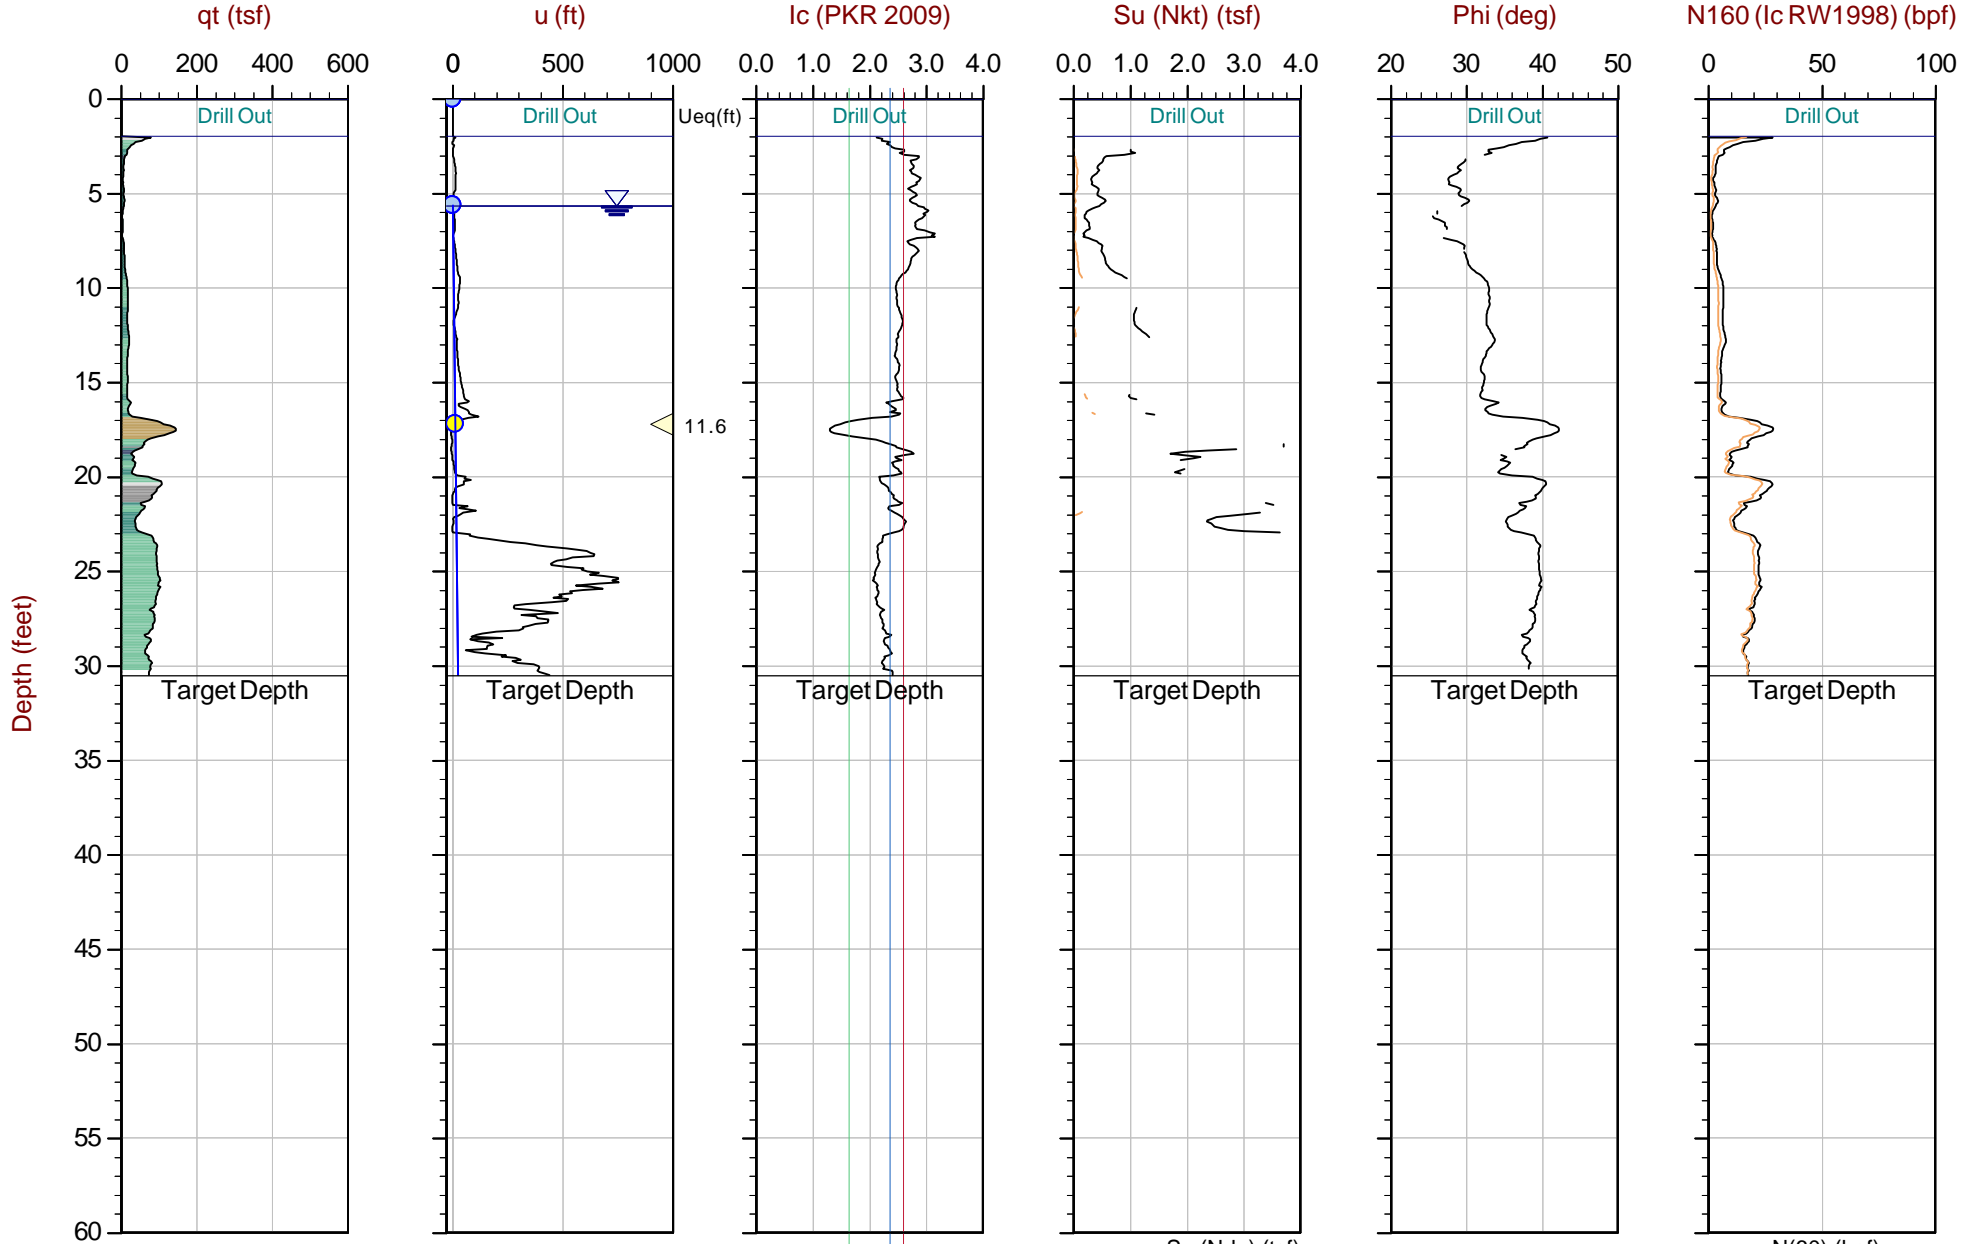 qt (tsf) u (ft) Ic (PKR 2009) Su (Nkt) (tsf) Phi (deg) N160 (Ic RW1998) (bpf)
0 200 400 600 0 500 1000 0.0 1.0 2.0 3.0 4.0 0.0 1.0 2.0 3.0 4.0 20 30 40 50 0 50 100
0
Drill Out Drill Out Ueq(ft) Drill Out Drill Out Drill Out Drill Out
5
10
15
11.6
20
25
30
Target Depth Target Depth Target Depth Target Depth Target Depth Target Depth
Depth (feet)
35
40
45
50
55
60